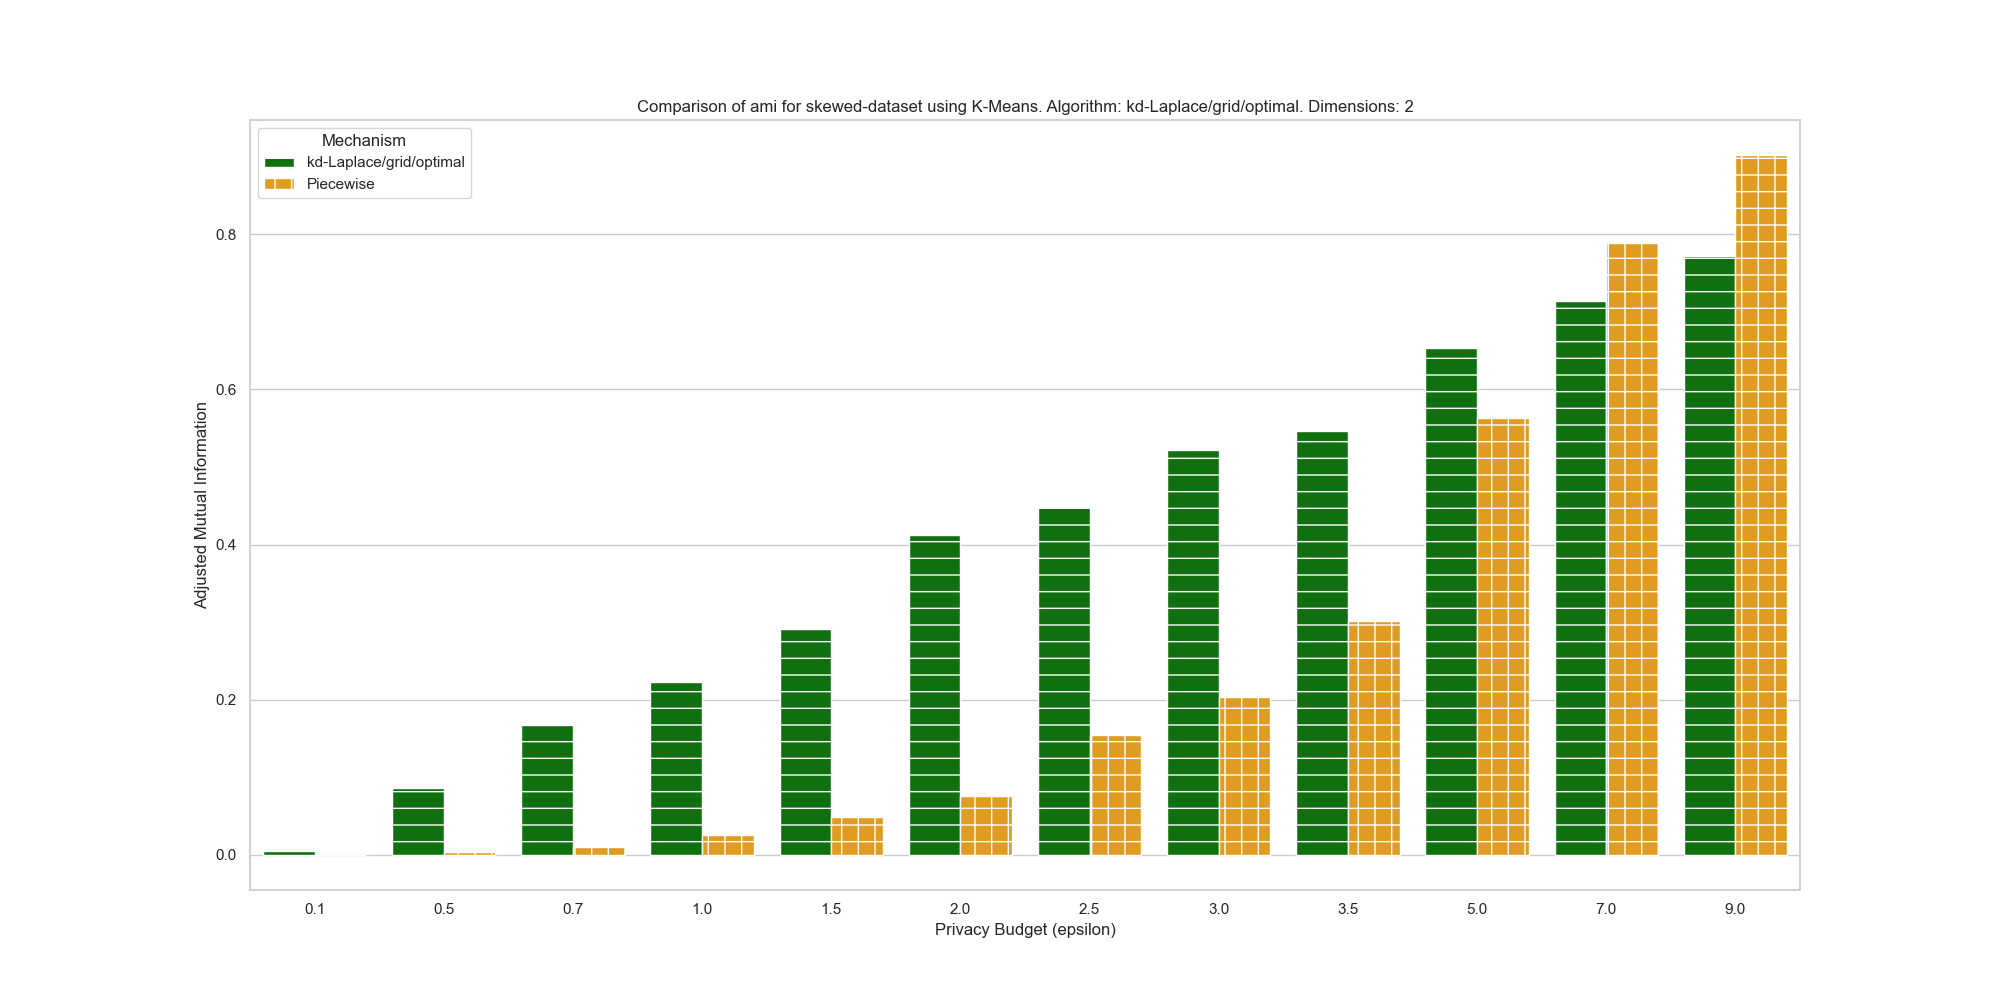 Comparison of ami for skewed-dataset using K-Means. Algorithm: kd-Laplace/grid/optimal. Dimensions: 2
Mechanism
kd-Laplace/grid/optimal
Piecewise
Adjusted Mutual Information
0.8
0.6
0.4
0.2
0.0
0.1 0.5 0.7 1.0 1.5 2.0 2.5 3.0 3.5 5.0 7.0 9.0
Privacy Budget (epsilon)